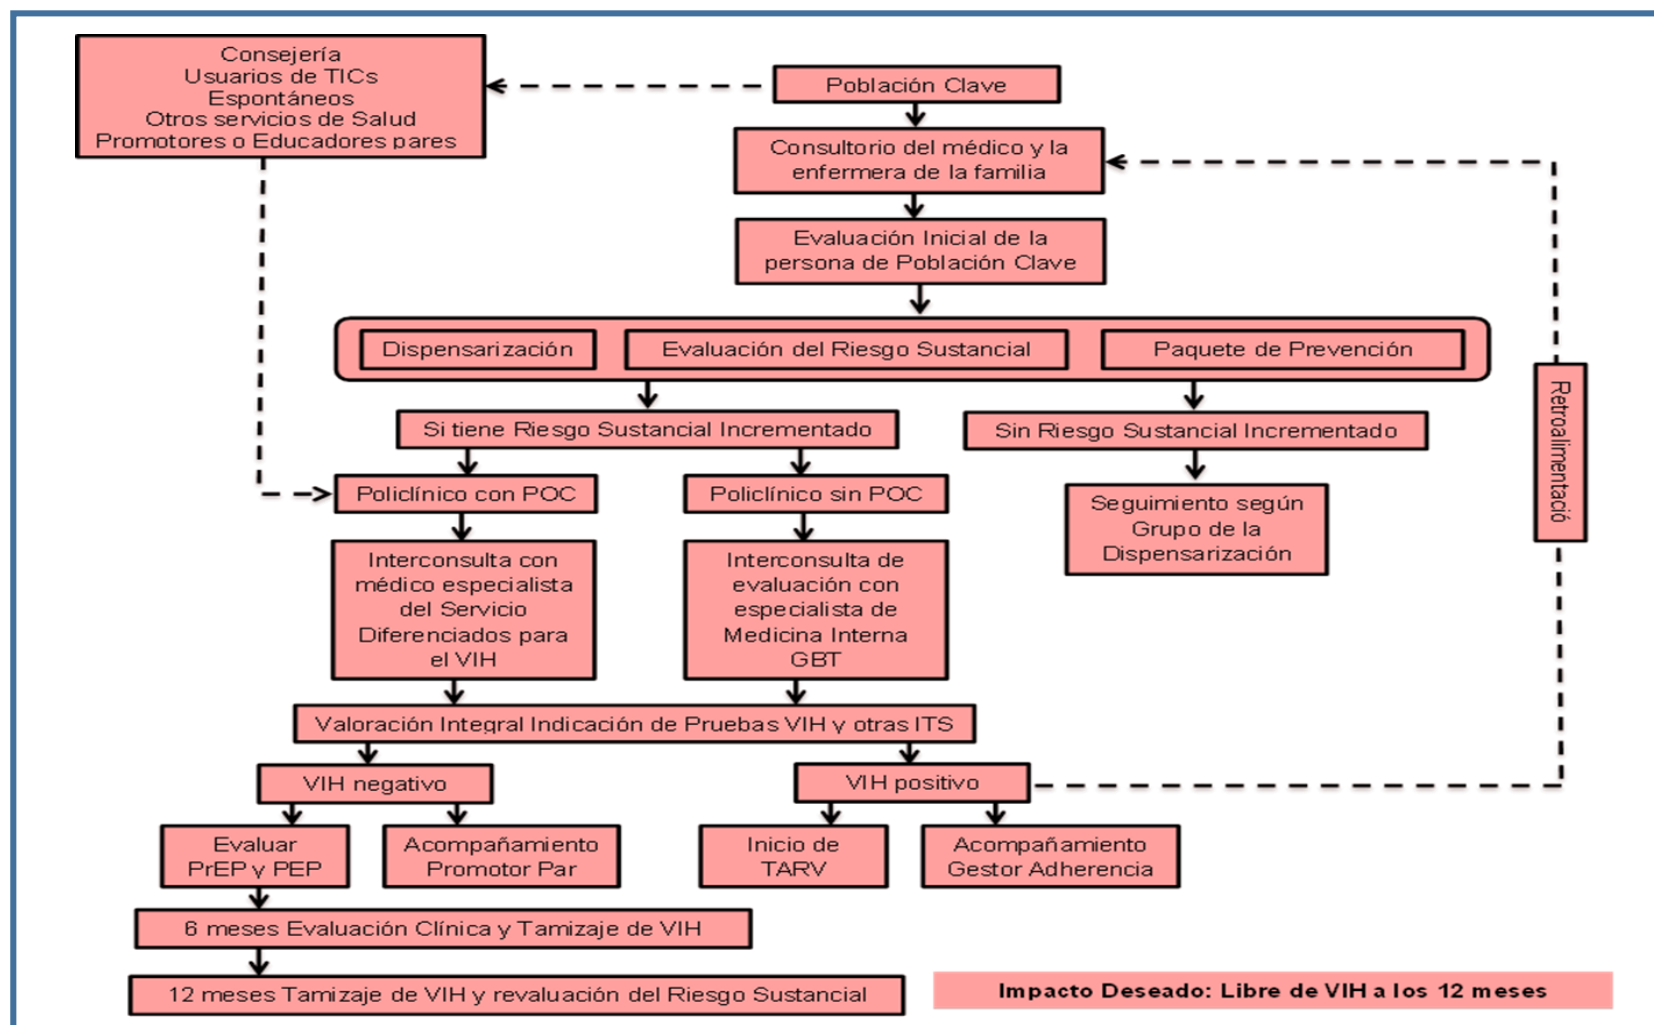 Consejería
Usuarios de TICs
Espontáneos
Otros servicios de Salud
Promotores o Educadores pares
Población Clave
Consultorio del médico y la
enfermera de la familia
Evaluación Inicial de la
persona de Población Clave
Dispensarización
Evaluación del Riesgo Sustancial
Paquete de Prevención
Si tiene Riesgo Sustancial Incrementado
Sin Riesgo Sustancial Incrementado
Retroalimentació
Policlínico con POC
Policlínico sin POC
Seguimiento según
Grupo de la
Dispensarización
Interconsulta con
médico especialista
del Servicio
Diferenciados para
el VIH
Interconsulta de
evaluación con
especialista de
Medicina Interna
GBT
Valoración Integral Indicación de Pruebas VIH y otras ITS
VIH negativo
VIH positivo
Evaluar
PrEP y PEP
Acompañamiento
Promotor Par
Inicio de
TARV
Acompañamiento
Gestor Adherencia
6 meses Evaluación Clínica y Tamizaje de VIH
12 meses Tamizaje de VIH y revaluación del Riesgo Sustancial
Impacto Deseado: Libre de VIH a los 12 meses